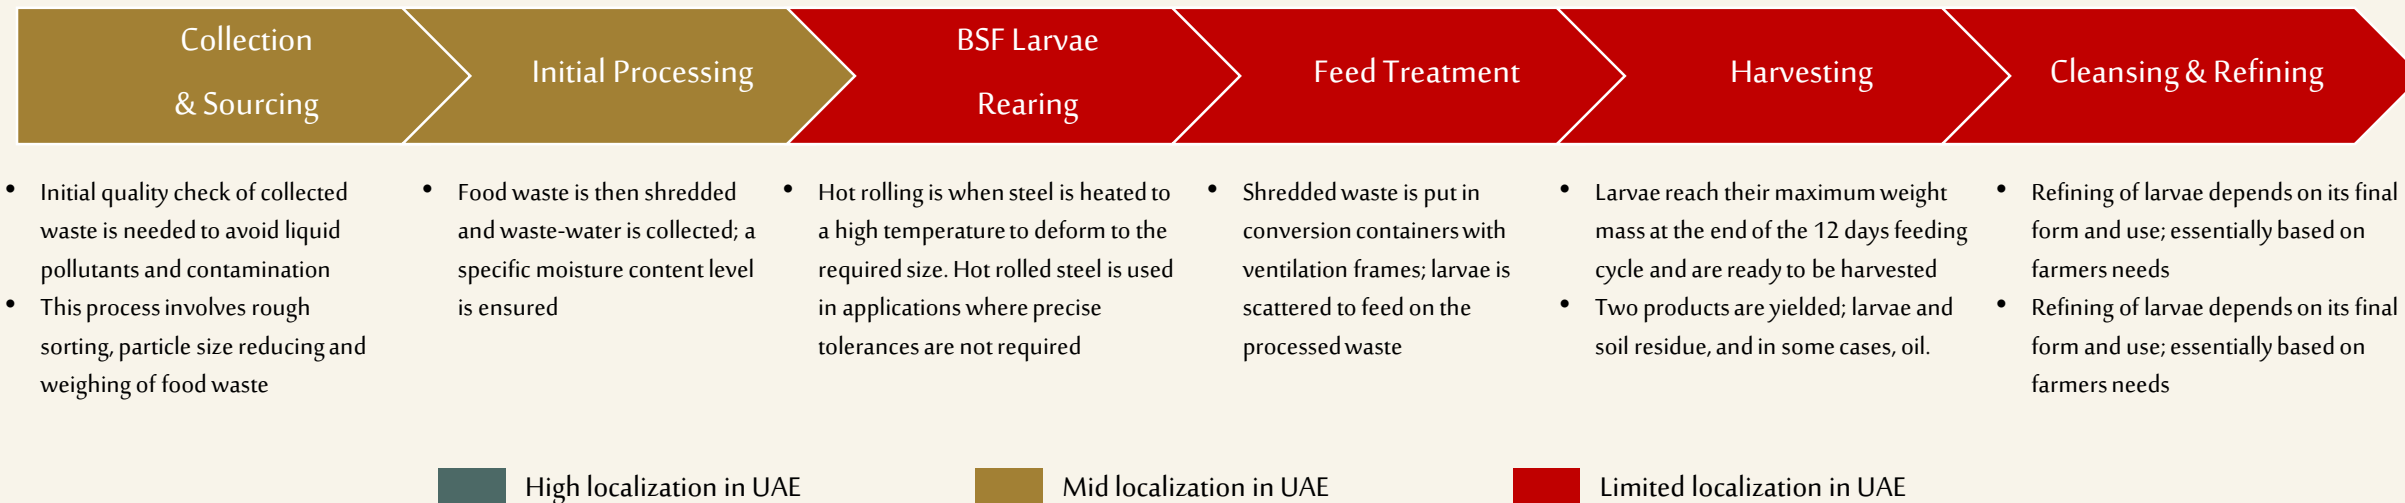 Collection
& Sourcing
Initial Processing
BSF Larvae
Rearing
Feed Treatment
Harvesting
Cleansing & Refining
• Initial quality check of collected
waste is needed to avoid liquid
pollutants and contamination
• This process involves rough
sorting, particle size reducing and
weighing of food waste
• Food waste is then shredded
and waste-water is collected; a
specific moisture content level
is ensured
• Hot rolling is when steel is heated to
a high temperature to deform to the
required size. Hot rolled steel is used
in applications where precise
tolerances are not required
• Shredded waste is put in
conversion containers with
ventilation frames; larvae is
scattered to feed on the
processed waste
• Larvae reach their maximum weight
mass at the end of the 12 days feeding
cycle and are ready to be harvested
• Two products are yielded; larvae and
soil residue, and in some cases, oil.
• Refining of larvae depends on its final
form and use; essentially based on
farmers needs
• Refining of larvae depends on its final
form and use; essentially based on
farmers needs
High localization in UAE
Mid localization in UAE
Limited localization in UAE